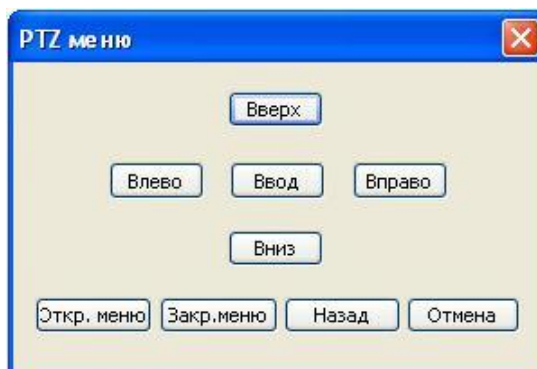 PTZ меню
Вверх
Влево Ввод Вправо
Вниз
Откр. меню Закр.меню Назад Отмена